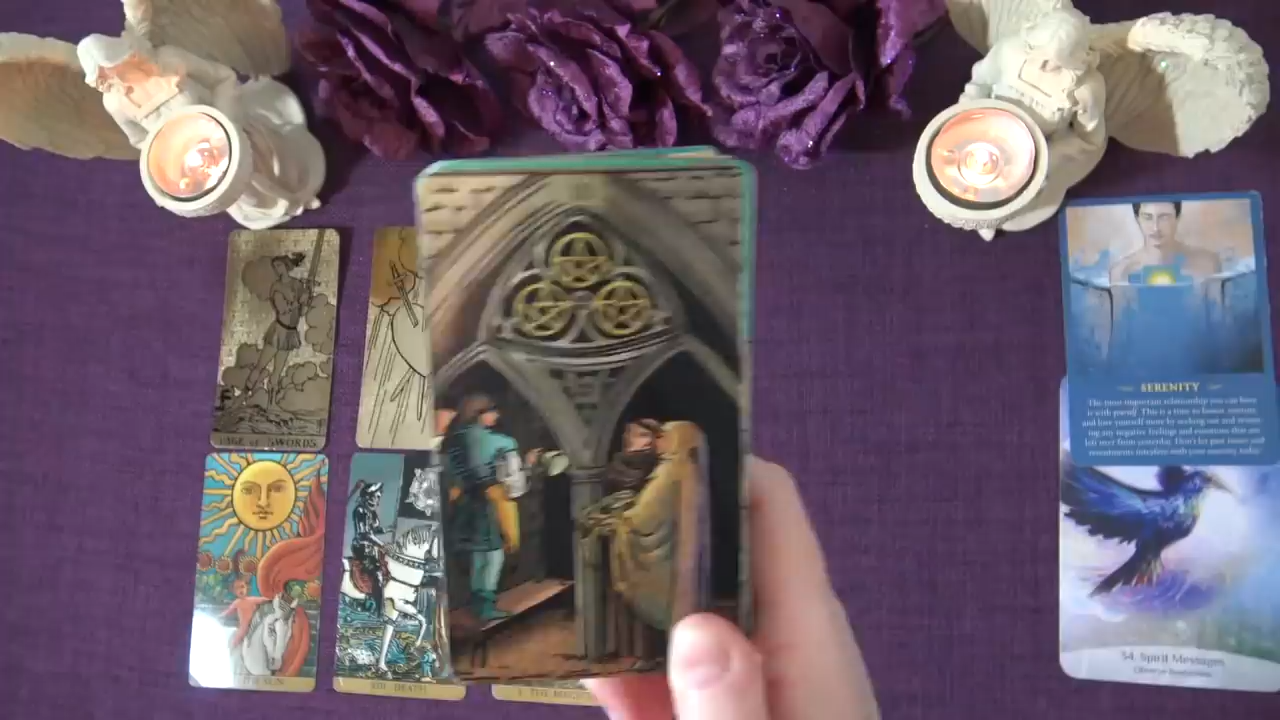 PAGE of SWORDS.
SERENITY
The most important relationship you can have
is with yourself. This is a time to honor, nurture,
and love yourself more by seeking out and remov-
ing any negative feelings and emotions that are
left over from yesterday. Don't let past issues and
resentments interfere with your serenity today.
THE SUN
XIII. DEATH
I. THE
54. Spirit Messages